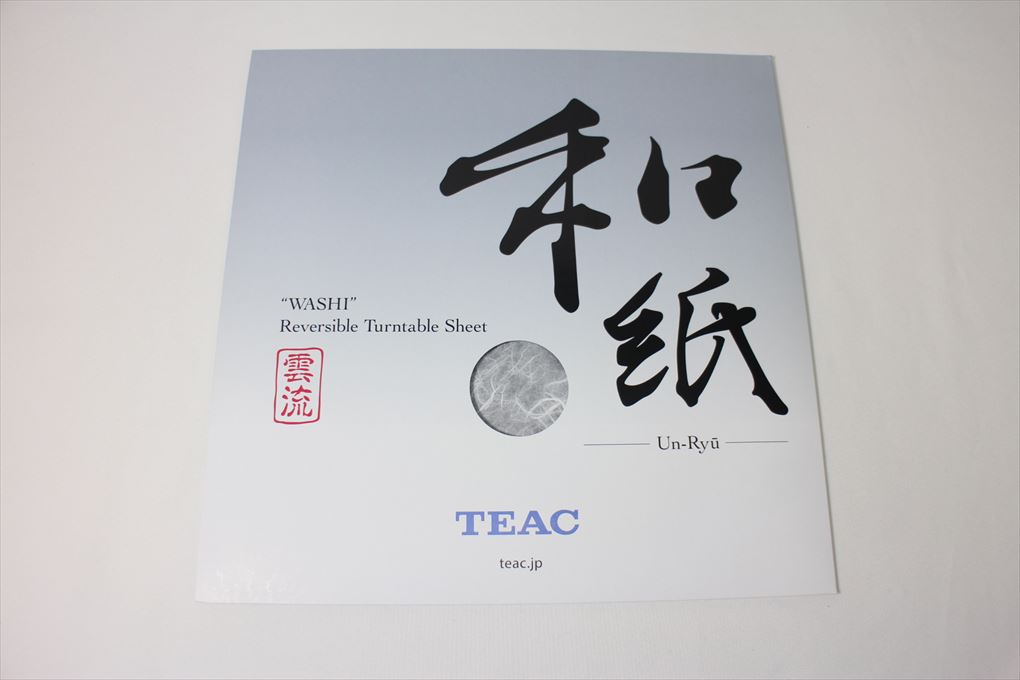 和紙
“WASHI”
Reversible Turntable Sheet
雲流
Un-Ryū
TEAC
teac.jp